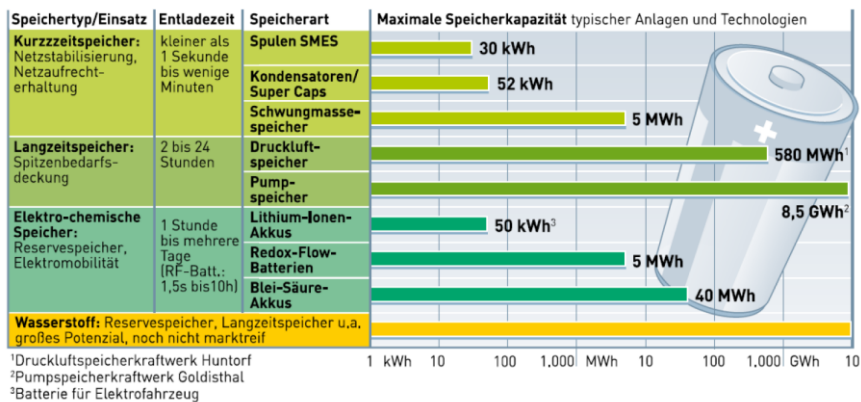 Speichertyp/Einsatz Entladezeit Speicherart Maximale Speicherkapazität typischer Anlagen und Technologien
Kurzzzeitspeicher:
Netzstabilisierung,
Netzaufrecht-
erhaltung
kleiner als
1 Sekunde
bis wenige
Minuten
Spulen SMES
30 kWh
Kondensatoren/
Super Caps
52 kWh
Schwungmasse-
speicher
5 MWh
Langzeitspeicher:
Spitzenbedarfs-
deckung
2 bis 24
Stunden
Druckluft-
speicher
580 MWh¹
Pump-
speicher
8,5 GWh²
Elektro-chemische
Speicher:
Reservespeicher,
Elektromobilität
1 Stunde
bis mehrere
Tage
(RF-Batt.:
1,5s bis10h)
Lithium-Ionen-
Akkus
50 kWh³
Redox-Flow-
Batterien
5 MWh
Blei-Säure-
Akkus
40 MWh
Wasserstoff: Reservespeicher, Langzeitspeicher u.a,
großes Potenzial, noch nicht marktreif
1 kWh 10 100 1,000 MWh 10 100 1,000 GWh 10
¹Druckluftspeicherkraftwerk Huntorf
²Pumpspeicherkraftwerk Goldisthal
³Batterie für Elektrofahrzeug